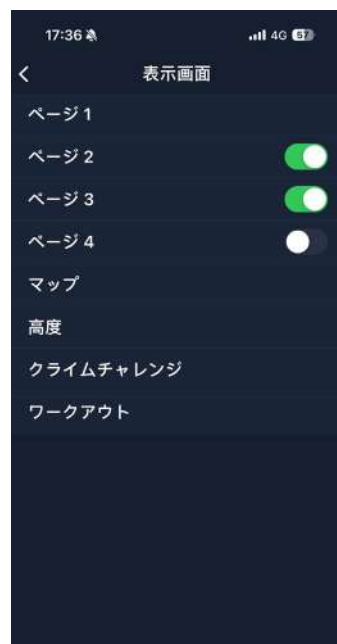 17:36
4G 57
表示画面
ページ 1
ページ 2
ページ 3
ページ 4
マップ
高度
クライムチャレンジ
ワークアウト